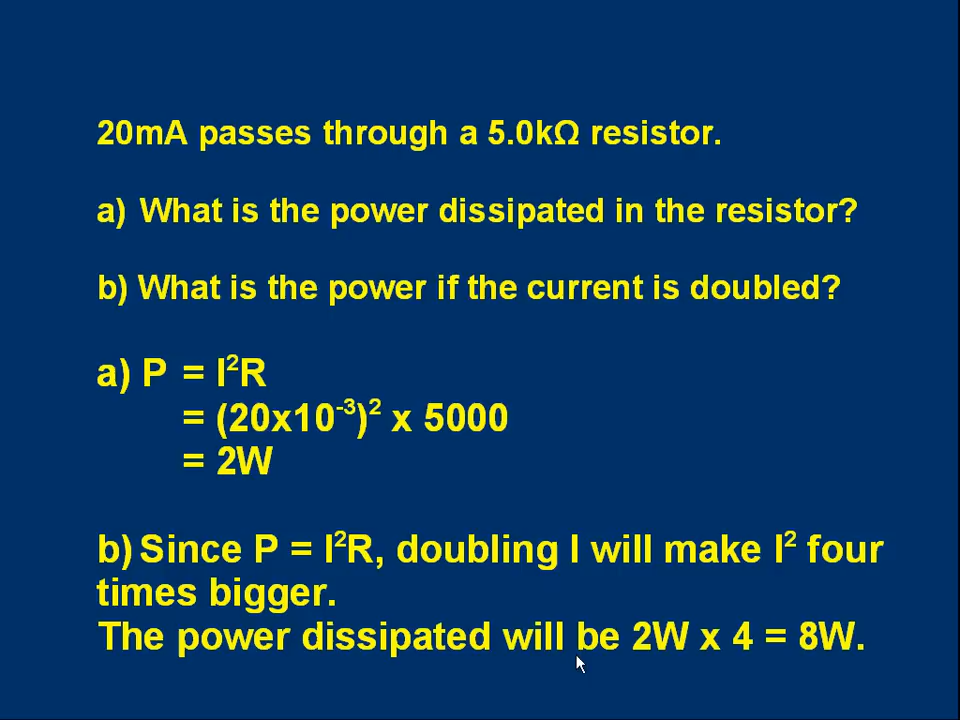 20mA passes through a 5.0kΩ resistor.
a) What is the power dissipated in the resistor?
b) What is the power if the current is doubled?
a) P = I²R
= (20x10⁻³)² x 5000
= 2W
b) Since P = I²R, doubling I will make I² four
times bigger.
The power dissipated will be 2W x 4 = 8W.